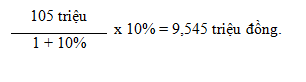 105 triệu
x 10% = 9,545 triệu đồng.
1 + 10%